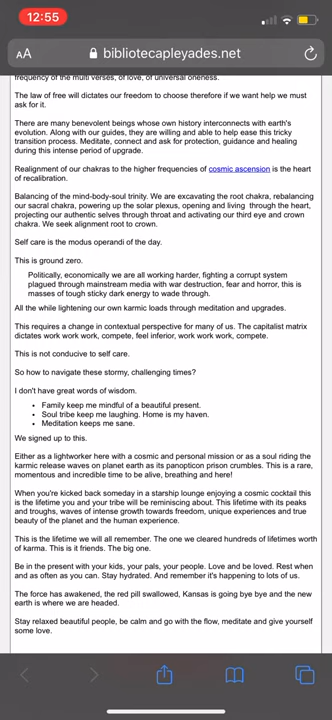 12:55
AA
bibliotecapleyades.net
frequency of the multi verses, of love, of universal oneness.
The law of free will dictates our freedom to choose therefore if we want help we must
ask for it.
There are many benevolent beings whose own history interconnects with earth's
evolution. Along with our guides, they are willing and able to help ease this tricky
transition process. Meditate, connect and ask for protection, guidance and healing
during this intense period of upgrade.
Realignment of our chakras to the higher frequencies of cosmic ascension is the heart
of recalibration.
Balancing of the mind-body-soul trinity. We are excavating the root chakra, rebalancing
our sacral chakra, powering up the solar plexus, opening and living through the heart,
projecting our authentic selves through throat and activating our third eye and crown
chakra. We seek alignment root to crown.
Self care is the modus operandi of the day.
This is ground zero.
Politically, economically we are all working harder, fighting a corrupt system
plagued through mainstream media with war destruction, fear and horror, this is
masses of tough sticky dark energy to wade through.
All the while lightening our own karmic loads through meditation and upgrades.
This requires a change in contextual perspective for many of us. The capitalist matrix
dictates work work work, compete, feel inferior, work work work, compete.
This is not conducive to self care.
So how to navigate these stormy, challenging times?
I don't have great words of wisdom.
• Family keep me mindful of a beautiful present.
• Soul tribe keep me laughing. Home is my haven.
• Meditation keeps me sane.
We signed up to this.
Either as a lightworker here with a cosmic and personal mission or as a soul riding the
karmic release waves on planet earth as its panopticon prison crumbles. This is a rare,
momentous and incredible time to be alive, breathing and here!
When you're kicked back someday in a starship lounge enjoying a cosmic cocktail this
is the lifetime you and your tribe will be reminiscing about. This lifetime with its peaks
and troughs, waves of intense growth towards freedom, unique experiences and true
beauty of the planet and the human experience.
This is the lifetime we will all remember. The one we cleared hundreds of lifetimes worth
of karma. This is it friends. The big one.
Be in the present with your kids, your pals, your people. Love and be loved. Rest when
and as often as you can. Stay hydrated. And remember it's happening to lots of us.
The force has awakened, the red pill swallowed, Kansas is going bye bye and the new
earth is where we are headed.
Stay relaxed beautiful people, be calm and go with the flow, meditate and give yourself
some love.